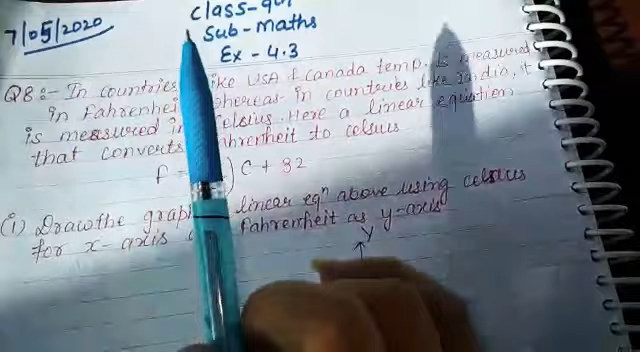 7/05/2020
Class-9th
Sub-Maths
Ex - 4.3
Q8:- In countries like USA & Canada temp. is measured
in Fahrenheit whereas in countries like India, it
is measured in Celsius. Here a linear equation
that converts Fahrenheit to celsius
F = ) C + 32
(i) Draw the graph linear eqn above using celsius
for x-axis fahrenheit as y-axis
Y